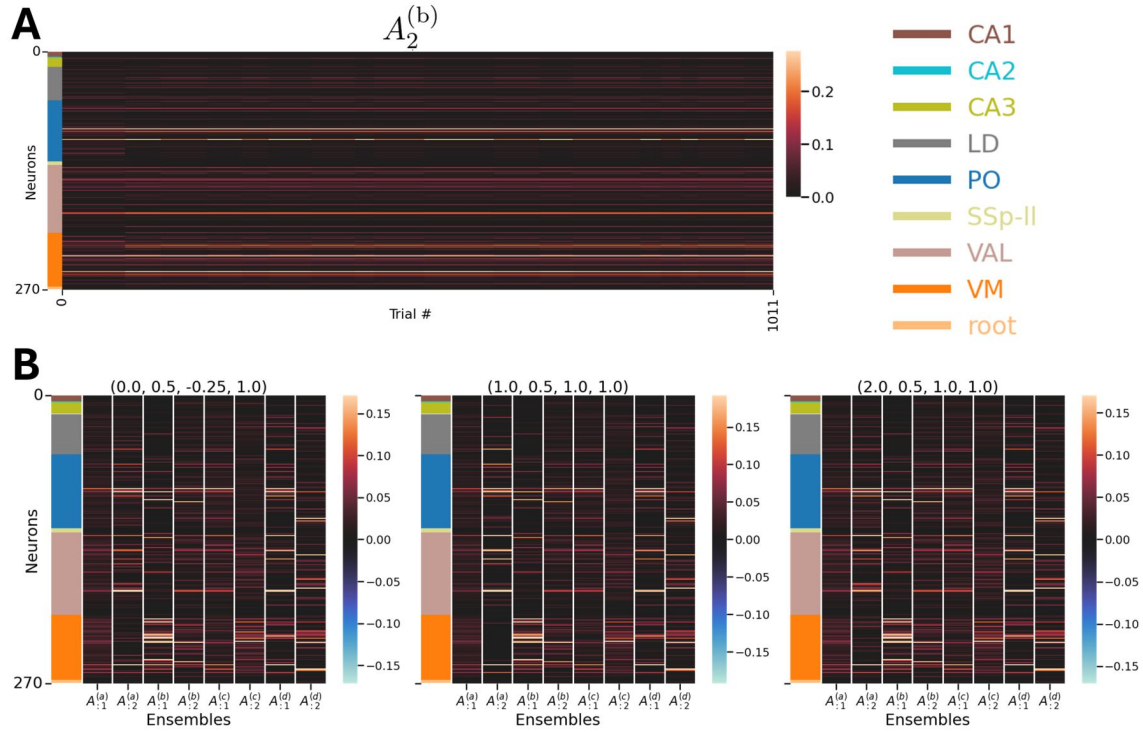 A
A₂⁽ᵇ⁾
0
270
Neurons
0
1011
Trial #
0.2
0.1
0.0
CA1
CA2
CA3
LD
PO
SSp-ll
VAL
VM
root
B
(0.0, 0.5, -0.25, 1.0)
0
270
Neurons
A:1(a) A:2(a) A:1(b) A:2(b) A:1(c) A:2(c) A:1(d) A:2(d)
Ensembles
0.15
0.10
0.05
0.00
−0.05
−0.10
−0.15
(1.0, 0.5, 1.0, 1.0)
A:1(a) A:2(a) A:1(b) A:2(b) A:1(c) A:2(c) A:1(d) A:2(d)
Ensembles
0.15
0.10
0.05
0.00
−0.05
−0.10
−0.15
(2.0, 0.5, 1.0, 1.0)
A:1(a) A:2(a) A:1(b) A:2(b) A:1(c) A:2(c) A:1(d) A:2(d)
Ensembles
0.15
0.10
0.05
0.00
−0.05
−0.10
−0.15